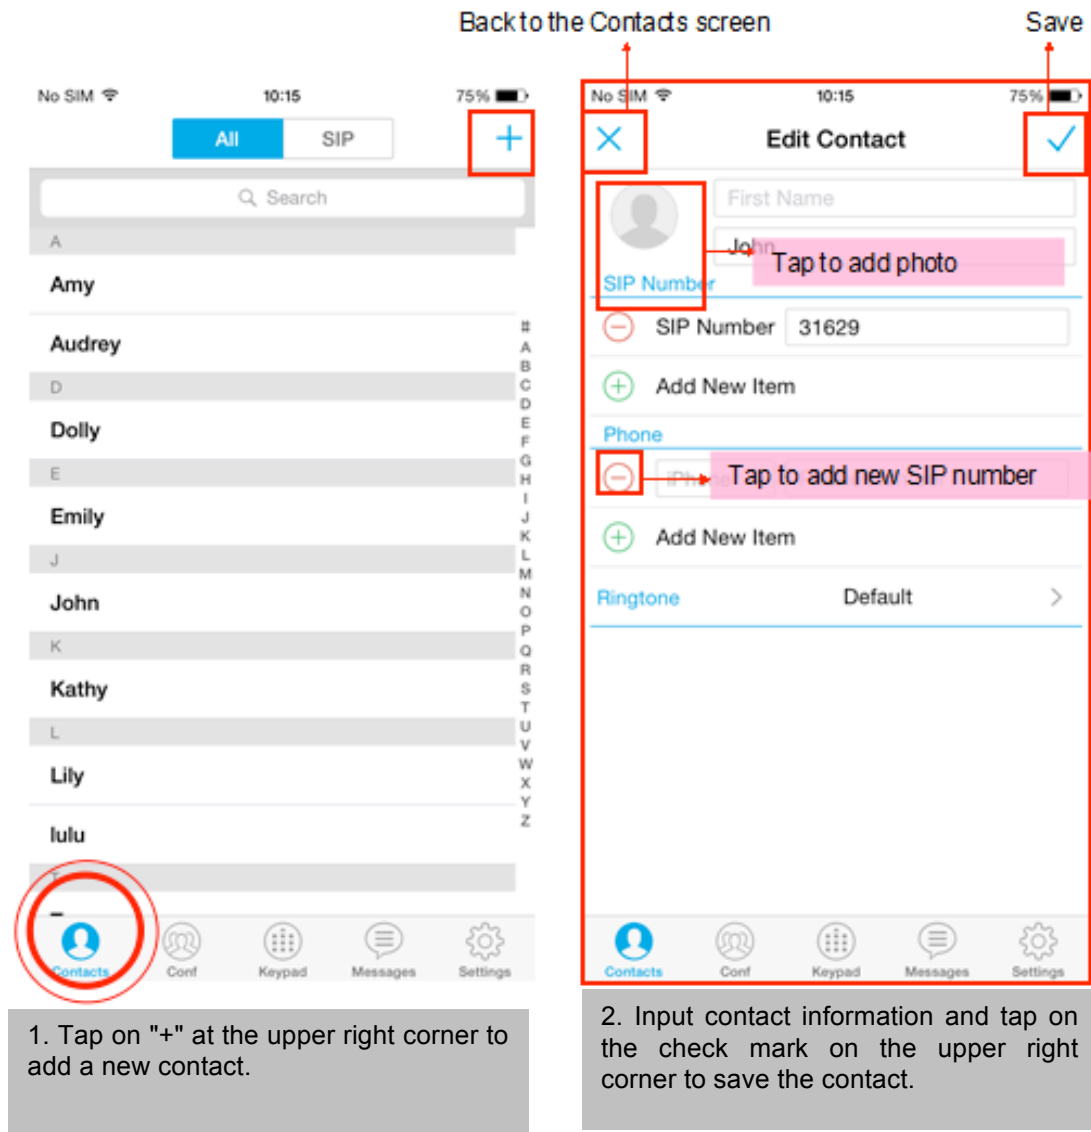 Back to the Contacts screen
Save
No SIM 10:15 75%
All SIP +
Search
A
Amy
Audrey
D
Dolly
E
Emily
J
John
K
Kathy
L
Lily
lulu
T
#
A
B
C
D
E
F
G
H
I
J
K
L
M
N
O
P
Q
R
S
T
U
V
W
X
Y
Z
Contacts Conf Keypad Messages Settings
1. Tap on "+" at the upper right corner to
add a new contact.
No SIM 10:15 75%
Edit Contact
First Name
John
Tap to add photo
SIP Number
SIP Number 31629
Add New Item
Phone
Tap to add new SIP number
Add New Item
Ringtone Default >
Contacts Conf Keypad Messages Settings
2. Input contact information and tap on
the check mark on the upper right
corner to save the contact.